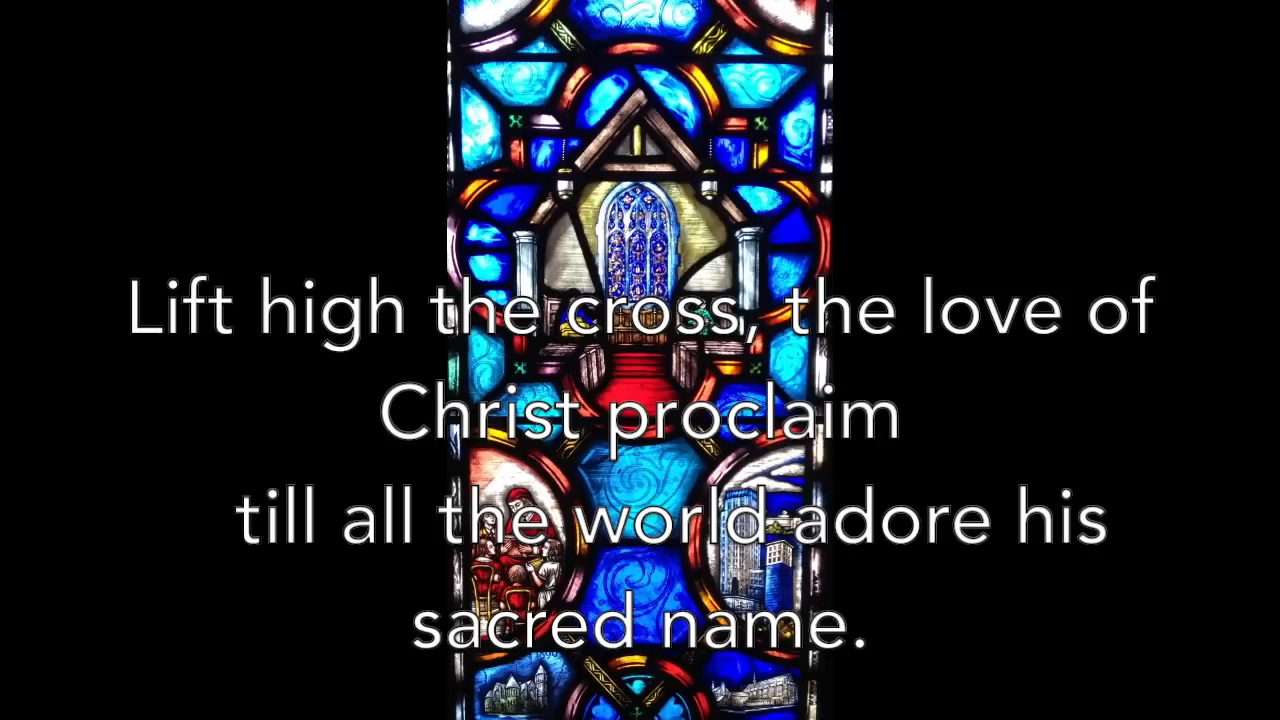 Lift high the cross, the love of
Christ proclaim
till all the world adore his
sacred name.